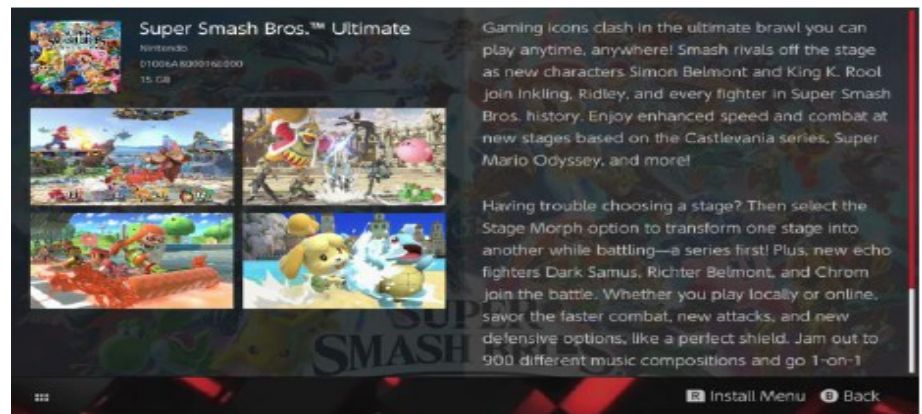 Super Smash Bros.™ Ultimate
Nintendo
01006A800016E000
15 GB
Gaming icons clash in the ultimate brawl you can
play anytime, anywhere! Smash rivals off the stage
as new characters Simon Belmont and King K. Rool
join Inkling, Ridley, and every fighter in Super Smash
Bros. history. Enjoy enhanced speed and combat at
new stages based on the Castlevania series, Super
Mario Odyssey, and more!
Having trouble choosing a stage? Then select the
Stage Morph option to transform one stage into
another while battling—a series first! Plus, new echo
fighters Dark Samus, Richter Belmont, and Chrom
join the battle. Whether you play locally or online,
savor the faster combat, new attacks, and new
defensive options, like a perfect shield. Jam out to
900 different music compositions and go 1-on-1
SUPER
SMASH
R Install Menu B Back